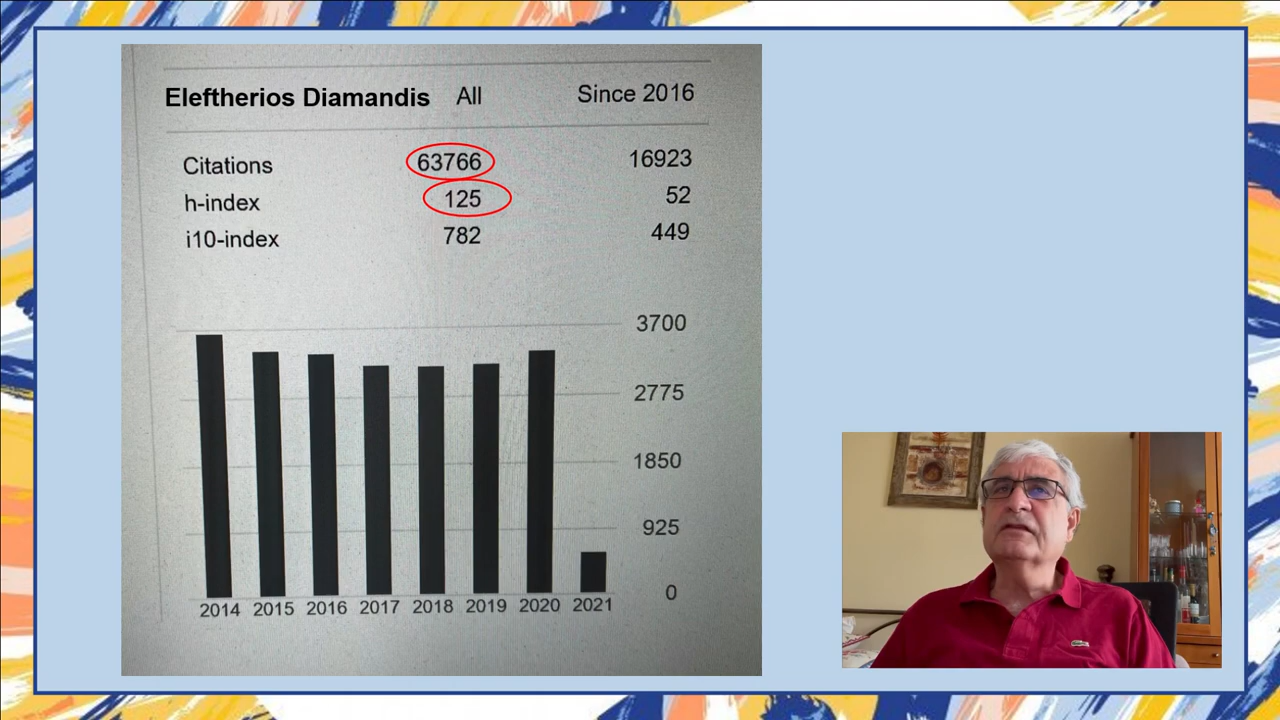 Eleftherios Diamandis All Since 2016
Citations 63766 16923
h-index 125 52
i10-index 782 449
3700
2775
1850
925
0
2014 2015 2016 2017 2018 2019 2020 2021